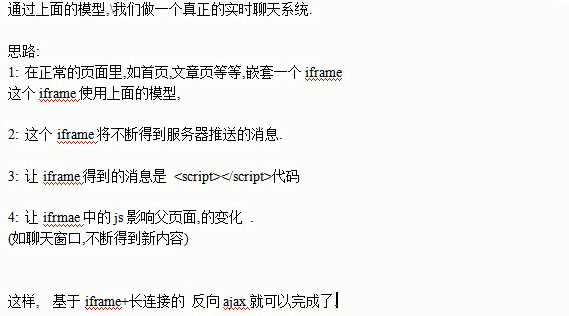 通过上面的模型,\我们做一个真正的实时聊天系统.
思路:
1: 在正常的页面里,如首页,文章页等等,嵌套一个 iframe
这个 iframe 使用上面的模型,
2: 这个 iframe 将不断得到服务器推送的消息.
3: 让 iframe 得到的消息是 <script></script>代码
4: 让 ifrmae 中的 js 影响父页面,的变化 .
(如聊天窗口,不断得到新内容)
这样, 基于 iframe+长连接的 反向 ajax 就可以完成了.